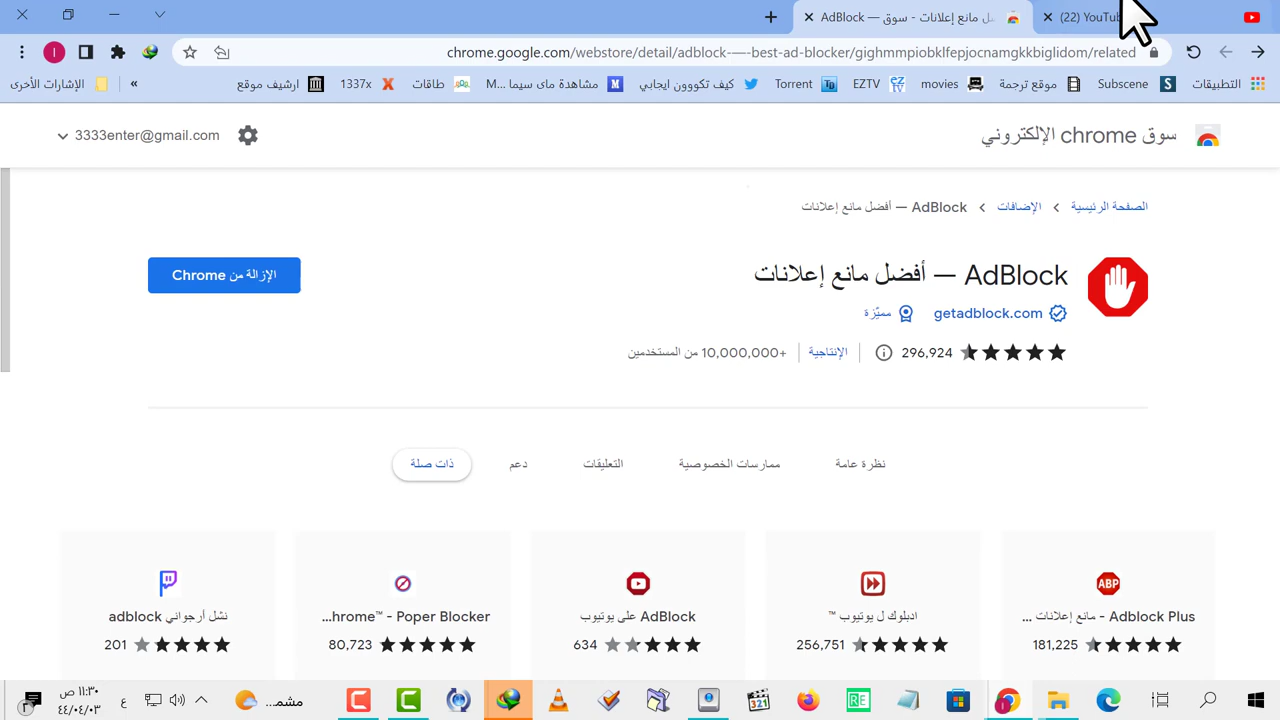 AdBlock — أفضل مانع إعلانات - سوق
(22) YouTub
chrome.google.com/webstore/detail/adblock-—-best-ad-blocker/gighmmpiobklfepjocnamgkkbiglidom/related
التطبيقات
Subscene
موقع ترجمة
movies
EZTV
Torrent
كيف تكووون ايجابي
مشاهدة ماى سيما M...
طاقات
1337x
ارشيف موقع
»
الإشارات الأخرى
سوق chrome الإلكتروني
3333enter@gmail.com
الصفحة الرئيسية > الإضافات > AdBlock — أفضل مانع إعلانات
AdBlock — أفضل مانع إعلانات
الإزالة من Chrome
getadblock.com
مميّزة
296,924
الإنتاجية
10,000,000+ من المستخدمين
نظرة عامة
ممارسات الخصوصية
التعليقات
دعم
ذات صلة
ABP
Adblock Plus - مانع إعلانات ...
181,225
ادبلوك ل يوتيوب ™
256,751
AdBlock على يوتيوب
634
...hrome™ - Poper Blocker
80,723
نشل أرجواني adblock
201
مشمـ...
ع
١١:٣٠ ص
٤٤/٠٤/٠٣